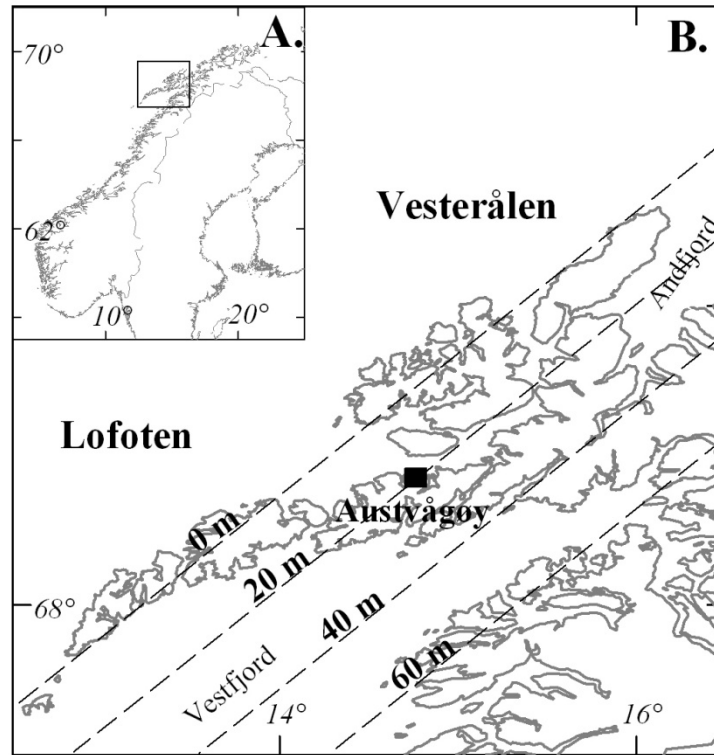 A.
70°
62°
10°
20°
B.
Vesterålen
Andfjord
Lofoten
Austvågøy
0 m
20 m
40 m
60 m
68°
Vestfjord
14°
16°